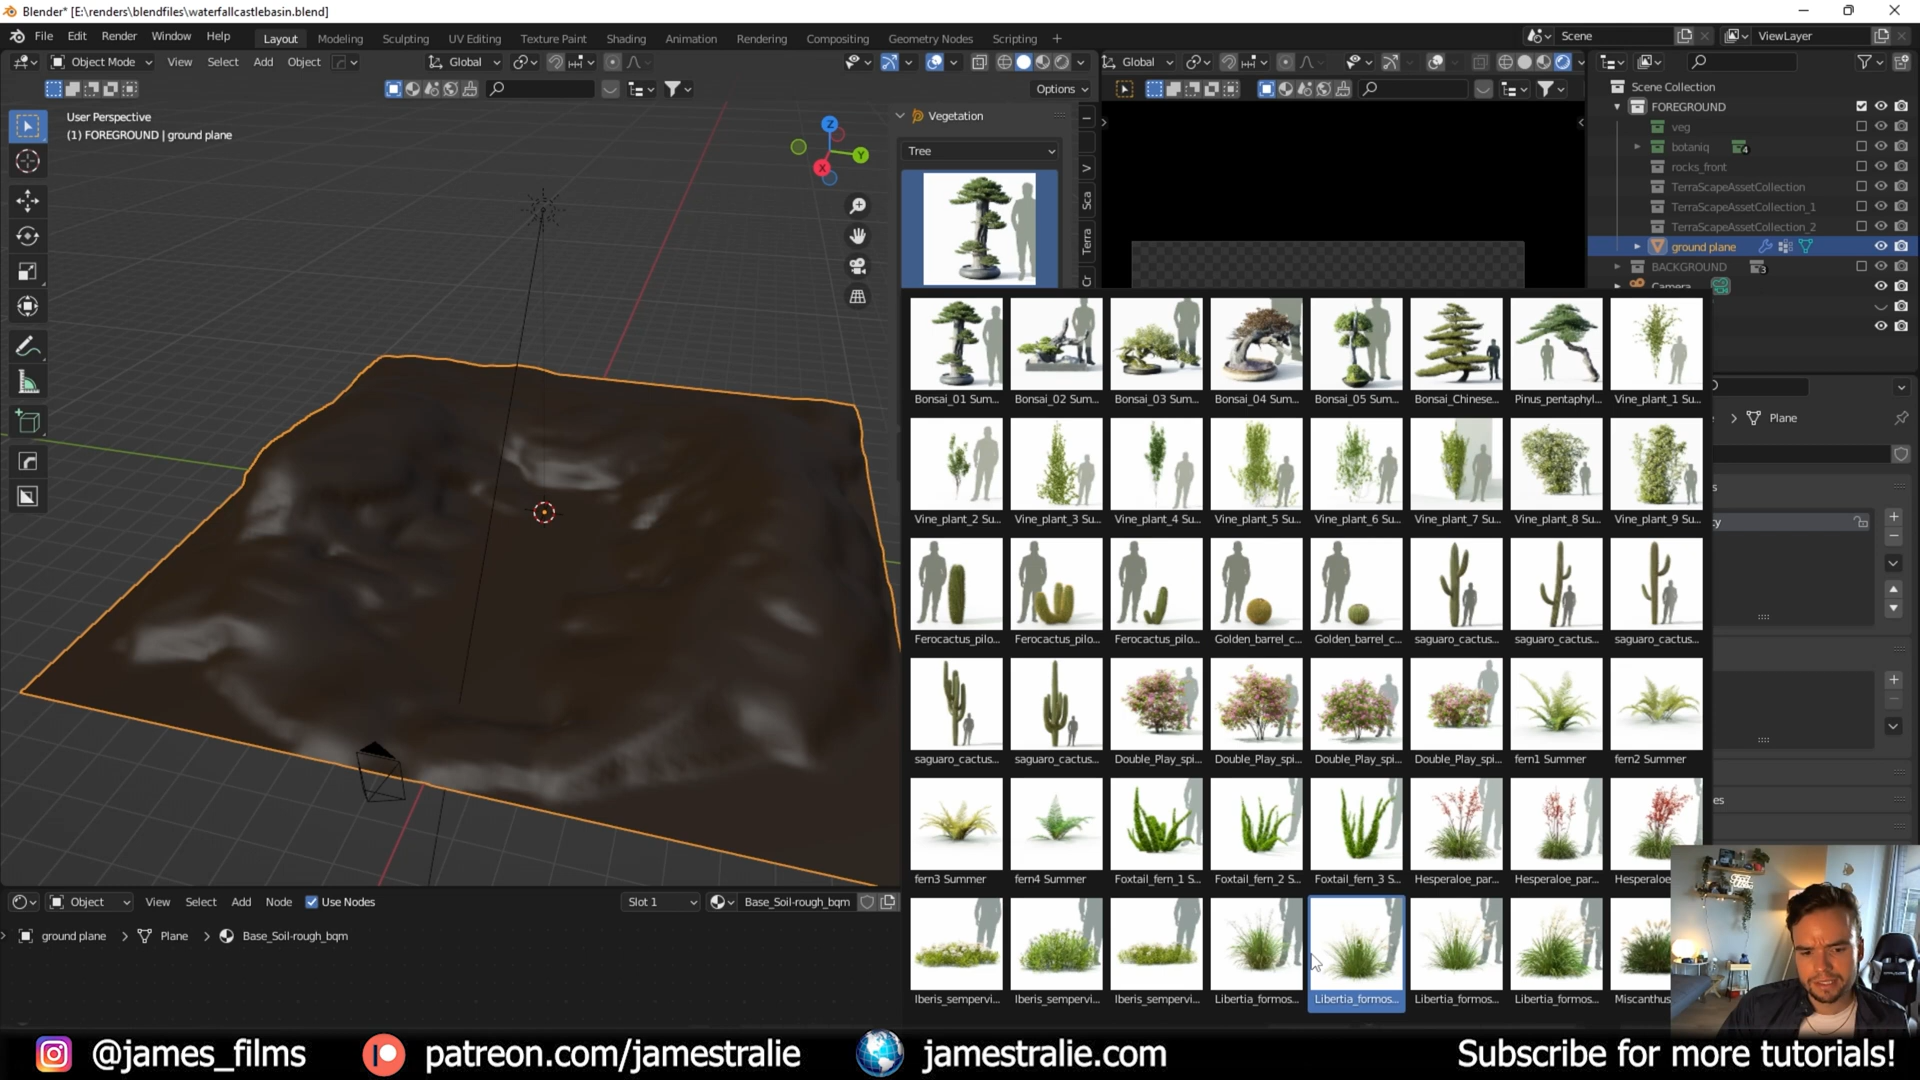 Blender* [E:\renders\blendfiles\waterfallcastlebasin.blend]
File Edit Render Window Help Layout Modeling Sculpting UV Editing Texture Paint Shading Animation Rendering Compositing Geometry Nodes Scripting + Scene ViewLayer
Object Mode View Select Add Object Global Global
Options
User Perspective
(1) FOREGROUND | ground plane
Z
Y
X
Vegetation
Tree
V
Sca
Terra
Cr
Scene Collection
FOREGROUND
veg
botaniq 4
rocks_front
TerraScapeAssetCollection
TerraScapeAssetCollection_1
TerraScapeAssetCollection_2
ground plane
BACKGROUND 3
Camera
Plane
Bonsai_01 Sum... Bonsai_02 Sum... Bonsai_03 Sum... Bonsai_04 Sum... Bonsai_05 Sum... Bonsai_Chinese... Pinus_pentaphyl... Vine_plant_1 Su...
Vine_plant_2 Su... Vine_plant_3 Su... Vine_plant_4 Su... Vine_plant_5 Su... Vine_plant_6 Su... Vine_plant_7 Su... Vine_plant_8 Su... Vine_plant_9 Su...
Ferocactus_pilo... Ferocactus_pilo... Ferocactus_pilo... Golden_barrel_c... Golden_barrel_c... saguaro_cactus... saguaro_cactus... saguaro_cactus...
saguaro_cactus... saguaro_cactus... Double_Play_spi... Double_Play_spi... Double_Play_spi... Double_Play_spi... fern1 Summer fern2 Summer
fern3 Summer fern4 Summer Foxtail_fern_1 S... Foxtail_fern_2 S... Foxtail_fern_3 S... Hesperaloe_par... Hesperaloe_par... Hesperaloe
Iberis_sempervi... Iberis_sempervi... Iberis_sempervi... Libertia_formos... Libertia_formos... Libertia_formos... Libertia_formos... Miscanthus
Object View Select Add Node Use Nodes Slot 1 Base_Soil-rough_bqm
ground plane > Plane > Base_Soil-rough_bqm
@james_films patreon.com/jamestralie jamestralie.com Subscribe for more tutorials!